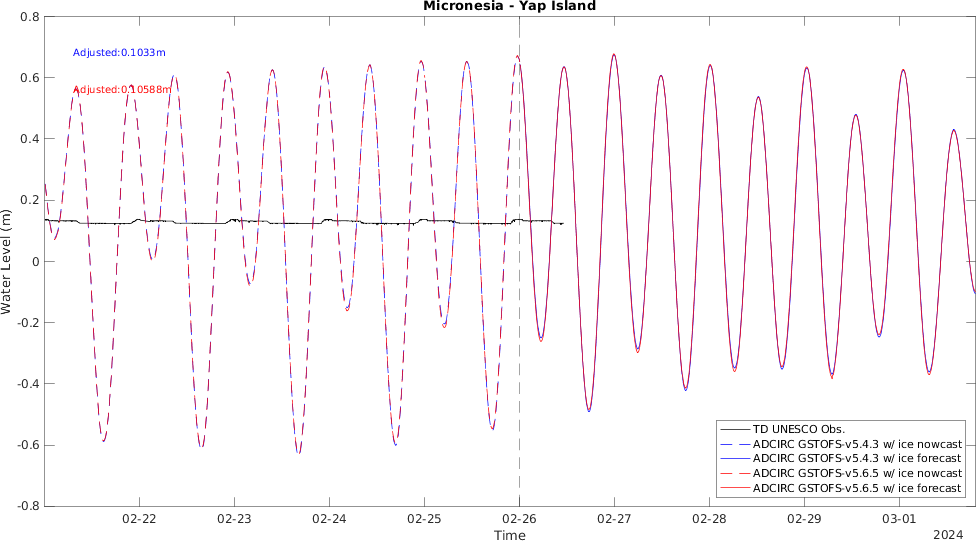 Micronesia - Yap Island
Adjusted:0.1033m
Adjusted:0.10588m
Water Level (m)
0.8
0.6
0.4
0.2
0
-0.2
-0.4
-0.6
-0.8
TD UNESCO Obs.
ADCIRC GSTOFS-v5.4.3 w/ ice nowcast
ADCIRC GSTOFS-v5.4.3 w/ ice forecast
ADCIRC GSTOFS-v5.6.5 w/ ice nowcast
ADCIRC GSTOFS-v5.6.5 w/ ice forecast
02-22 02-23 02-24 02-25 02-26 02-27 02-28 02-29 03-01
Time
2024